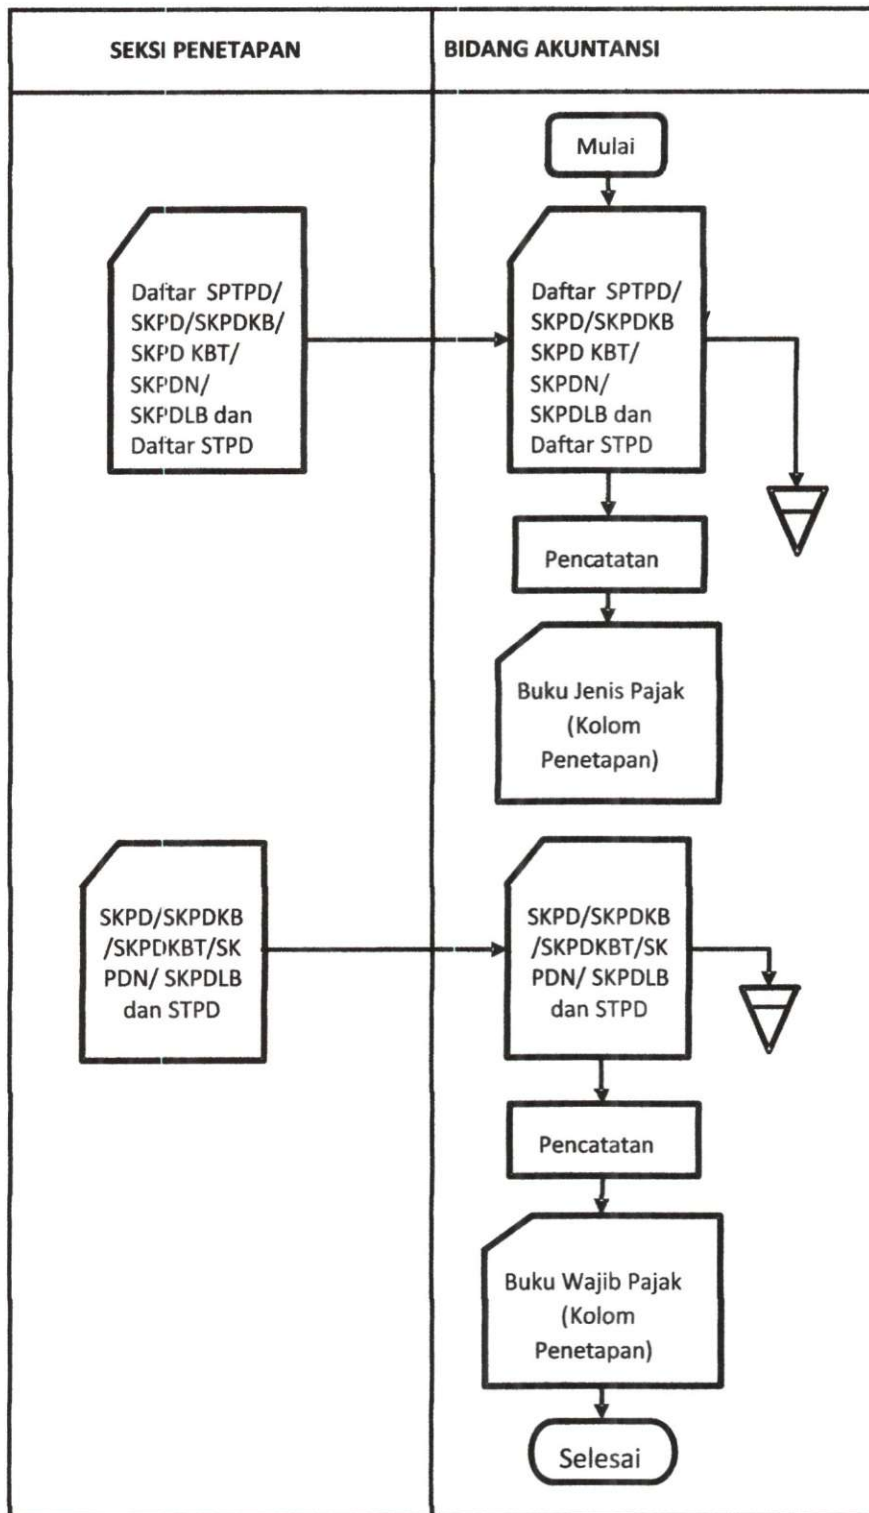 SEKSI PENETAPAN
BIDANG AKUNTANSI
Mulai
Daftar SPTPD/
SKPD/SKPDKB/
SKPD KBT/
SKPDN/
SKPDLB dan
Daftar STPD
Daftar SPTPD/
SKPD/SKPDKB
SKPD KBT/
SKPDN/
SKPDLB dan
Daftar STPD
Pencatatan
Buku Jenis Pajak
(Kolom
Penetapan)
SKPD/SKPDKB
/SKPDKBT/SK
PDN/ SKPDLB
dan STPD
SKPD/SKPDKB
/SKPDKBT/SK
PDN/ SKPDLB
dan STPD
Pencatatan
Buku Wajib Pajak
(Kolom
Penetapan)
Selesai